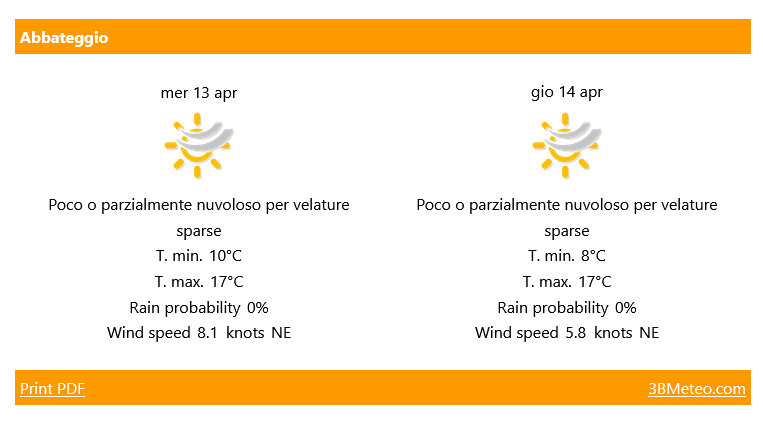 Abbateggio
mer 13 apr
Poco o parzialmente nuvoloso per velature
sparse
T. min. 10°C
T. max. 17°C
Rain probability 0%
Wind speed 8.1 knots NE
gio 14 apr
Poco o parzialmente nuvoloso per velature
sparse
T. min. 8°C
T. max. 17°C
Rain probability 0%
Wind speed 5.8 knots NE
Print PDF
3BMeteo.com